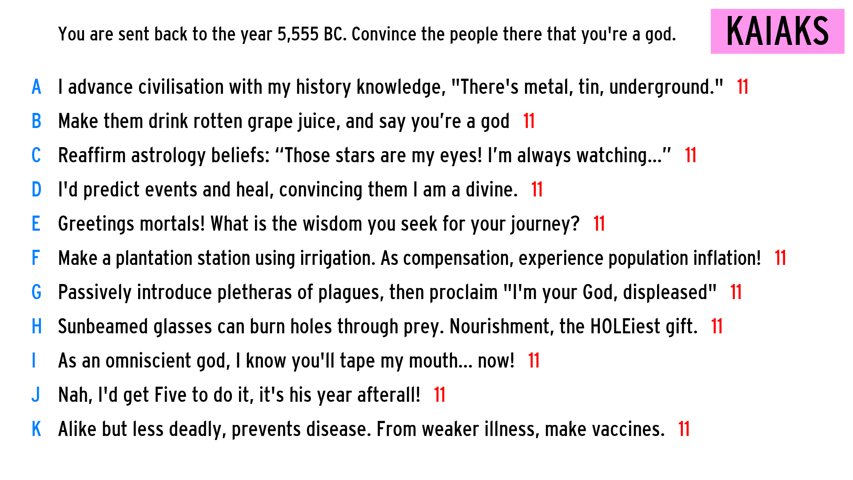 You are sent back to the year 5,555 BC. Convince the people there that you're a god.
KAIAKS
A I advance civilisation with my history knowledge, "There's metal, tin, underground." 11
B Make them drink rotten grape juice, and say you’re a god 11
C Reaffirm astrology beliefs: “Those stars are my eyes! I’m always watching...” 11
D I'd predict events and heal, convincing them I am a divine. 11
E Greetings mortals! What is the wisdom you seek for your journey? 11
F Make a plantation station using irrigation. As compensation, experience population inflation! 11
G Passively introduce pletheras of plagues, then proclaim "I'm your God, displeased" 11
H Sunbeamed glasses can burn holes through prey. Nourishment, the HOLEiest gift. 11
I As an omniscient god, I know you'll tape my mouth... now! 11
J Nah, I'd get Five to do it, it's his year afterall! 11
K Alike but less deadly, prevents disease. From weaker illness, make vaccines. 11